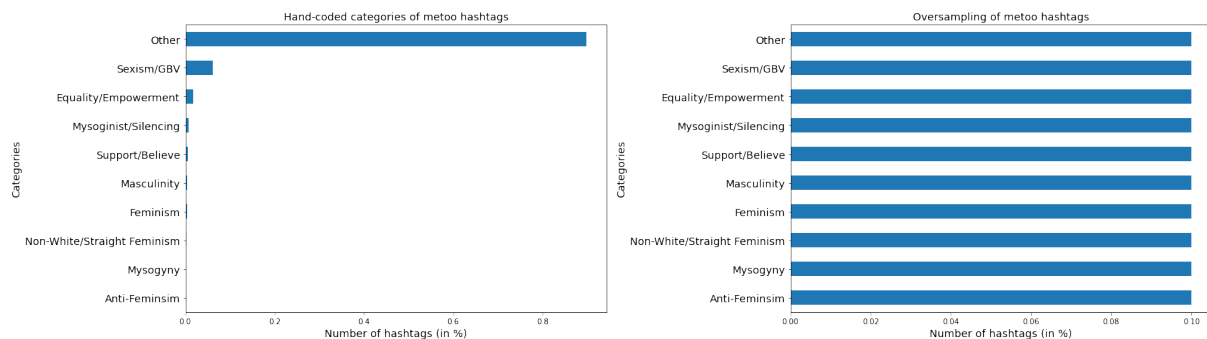 Hand-coded categories of metoo hashtags
Other
Sexism/GBV
Equality/Empowerment
Mysoginist/Silencing
Support/Believe
Masculinity
Feminism
Non-White/Straight Feminism
Mysogyny
Anti-Feminsim
Categories
0.0 0.2 0.4 0.6 0.8
Number of hashtags (in %)
Oversampling of metoo hashtags
Other
Sexism/GBV
Equality/Empowerment
Mysoginist/Silencing
Support/Believe
Masculinity
Feminism
Non-White/Straight Feminism
Mysogyny
Anti-Feminsim
Categories
0.00 0.02 0.04 0.06 0.08 0.10
Number of hashtags (in %)